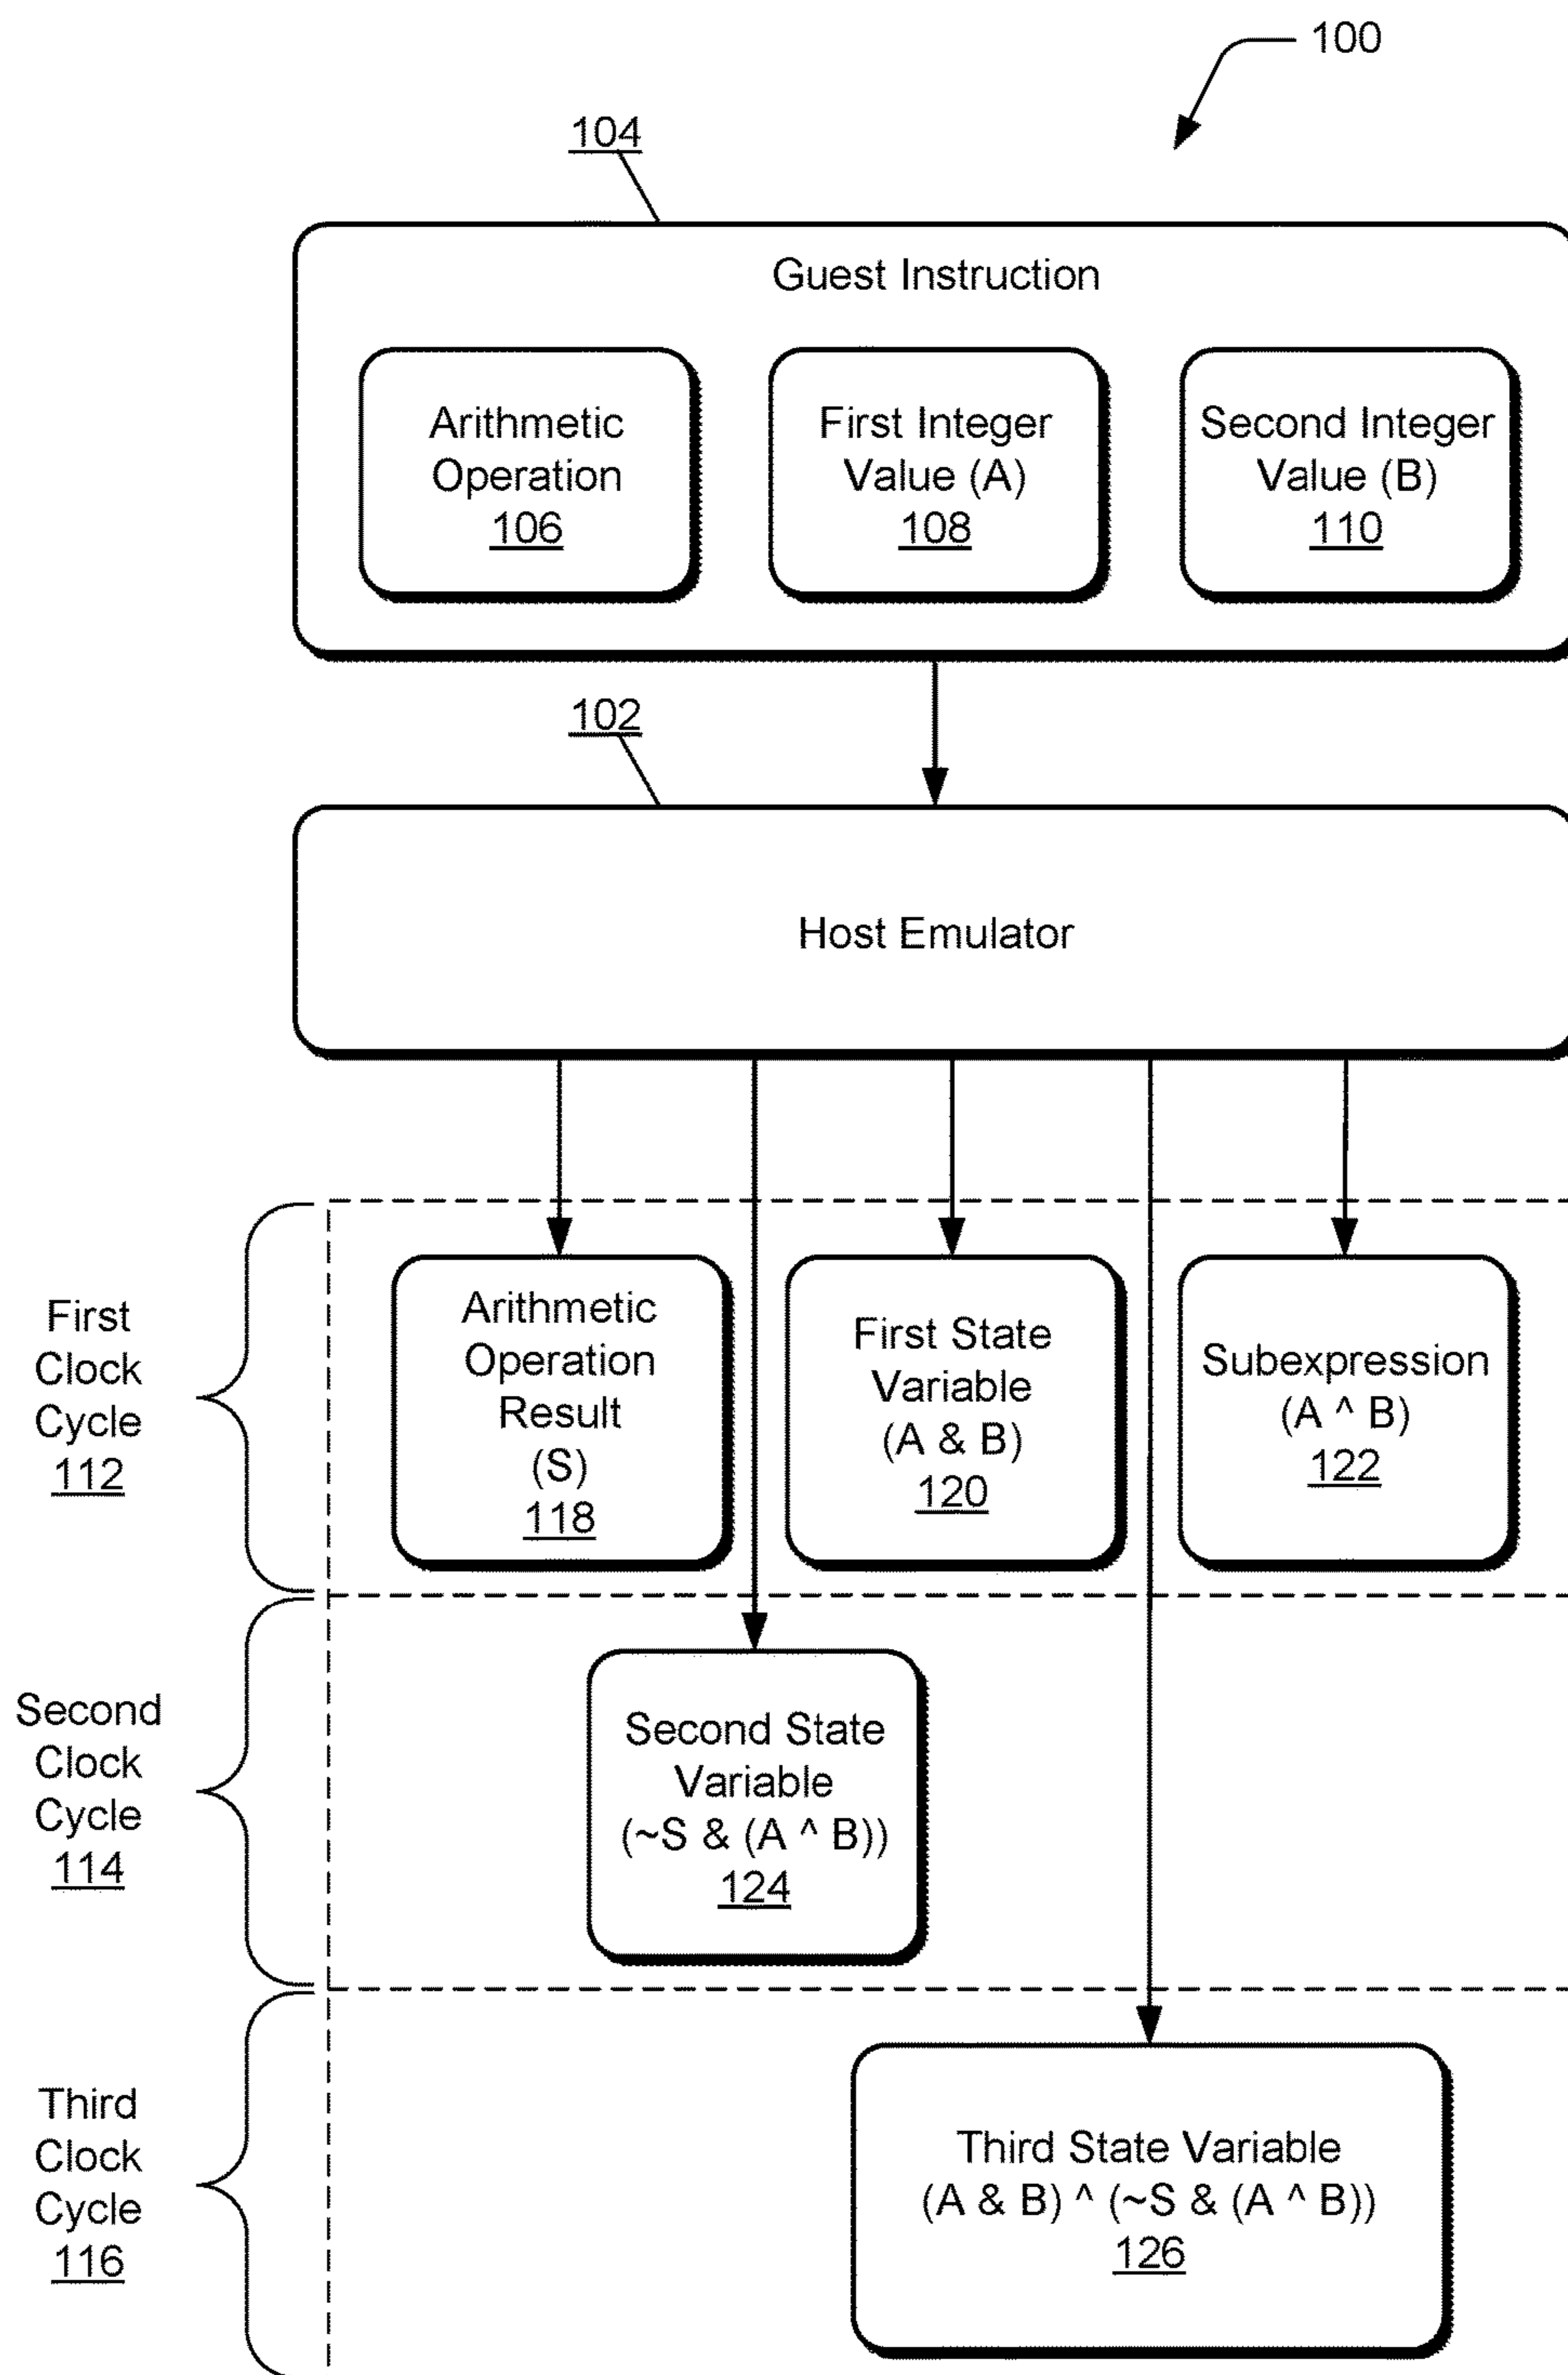 100
104
Guest Instruction
Arithmetic
Operation
106
First Integer
Value (A)
108
Second Integer
Value (B)
110
102
Host Emulator
First
Clock
Cycle
112
Arithmetic
Operation
Result
(S)
118
First State
Variable
(A & B)
120
Subexpression
(A ^ B)
122
Second
Clock
Cycle
114
Second State
Variable
(~S & (A ^ B))
124
Third
Clock
Cycle
116
Third State Variable
(A & B) ^ (~S & (A ^ B))
126